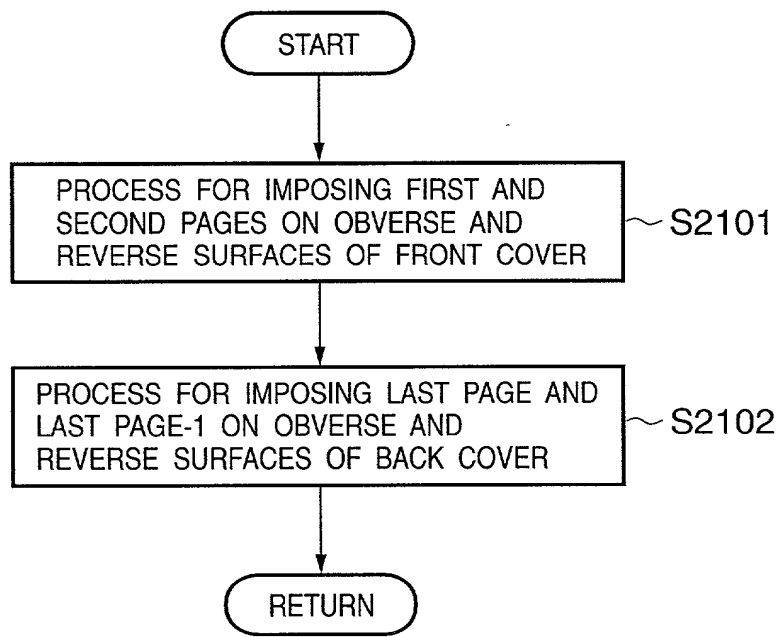 START
PROCESS FOR IMPOSING FIRST AND
SECOND PAGES ON OBVERSE AND
REVERSE SURFACES OF FRONT COVER
S2101
PROCESS FOR IMPOSING LAST PAGE AND
LAST PAGE-1 ON OBVERSE AND
REVERSE SURFACES OF BACK COVER
S2102
RETURN